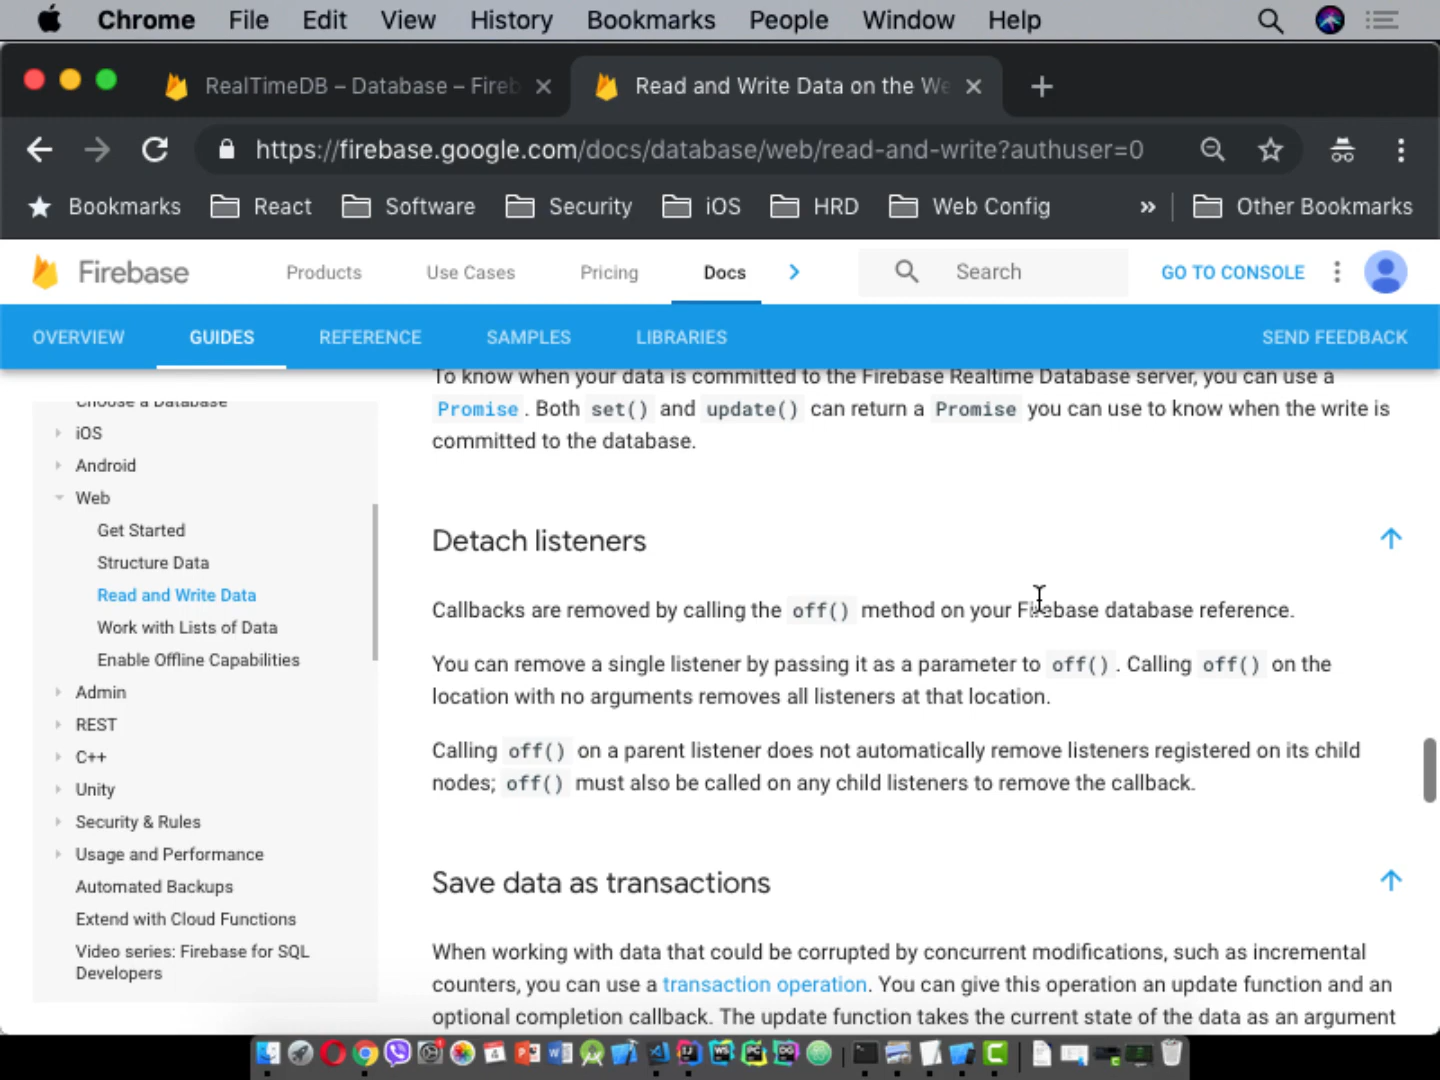 Chrome File Edit View History Bookmarks People Window Help
RealTimeDB – Database – Fireb
Read and Write Data on the We
https://firebase.google.com/docs/database/web/read-and-write?authuser=0
Bookmarks React Software Security iOS HRD Web Config » Other Bookmarks
Firebase Products Use Cases Pricing Docs Search GO TO CONSOLE
OVERVIEW GUIDES REFERENCE SAMPLES LIBRARIES SEND FEEDBACK
Choose a Database
iOS
Android
Web
Get Started
Structure Data
Read and Write Data
Work with Lists of Data
Enable Offline Capabilities
Admin
REST
C++
Unity
Security & Rules
Usage and Performance
Automated Backups
Extend with Cloud Functions
Video series: Firebase for SQL
Developers
To know when your data is committed to the Firebase Realtime Database server, you can use a
Promise . Both set() and update() can return a Promise you can use to know when the write is
committed to the database.
Detach listeners
Callbacks are removed by calling the off() method on your Firebase database reference.
You can remove a single listener by passing it as a parameter to off() . Calling off() on the
location with no arguments removes all listeners at that location.
Calling off() on a parent listener does not automatically remove listeners registered on its child
nodes; off() must also be called on any child listeners to remove the callback.
Save data as transactions
When working with data that could be corrupted by concurrent modifications, such as incremental
counters, you can use a transaction operation. You can give this operation an update function and an
optional completion callback. The update function takes the current state of the data as an argument